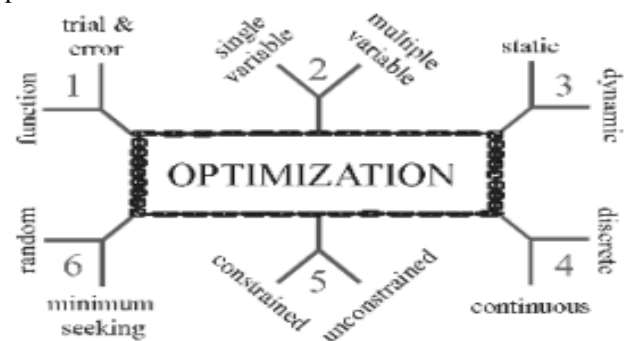 trial &
error
1
function
single
variable
2
multiple
variable
static
3
dynamic
OPTIMIZATION
random
6
minimum
seeking
constrained
5
unconstrained
discrete
4
continuous